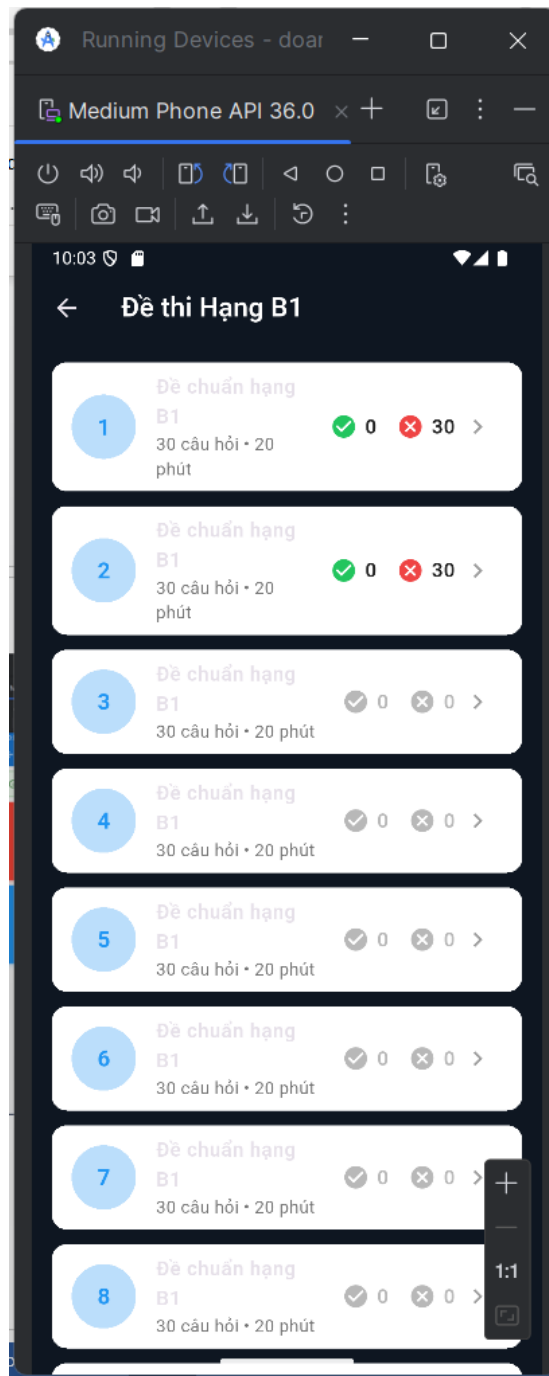 Running Devices - doar
Medium Phone API 36.0
10:03
Đề thi Hạng B1
1
Đề chuẩn hạng
B1
30 câu hỏi • 20
phút
0
30
2
Đề chuẩn hạng
B1
30 câu hỏi • 20
phút
0
30
3
Đề chuẩn hạng
B1
30 câu hỏi • 20 phút
0
0
4
Đề chuẩn hạng
B1
30 câu hỏi • 20 phút
0
0
5
Đề chuẩn hạng
B1
30 câu hỏi • 20 phút
0
0
6
Đề chuẩn hạng
B1
30 câu hỏi • 20 phút
0
0
7
Đề chuẩn hạng
B1
30 câu hỏi • 20 phút
0
0
8
Đề chuẩn hạng
B1
30 câu hỏi • 20 phút
0
0
1:1